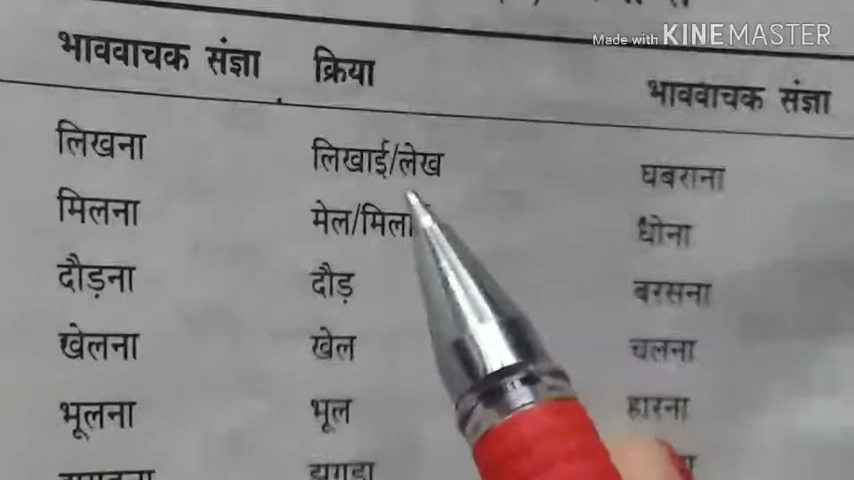 Made with KINEMASTER
भाववाचक संज्ञा क्रिया भाववाचक संज्ञा
लिखना लिखाई/लेख घबराना
मिलना धोना
दौड़ना दौड़ बरसना
खेलना खेल चलना
भूलना भूल हारना
झगड़ा